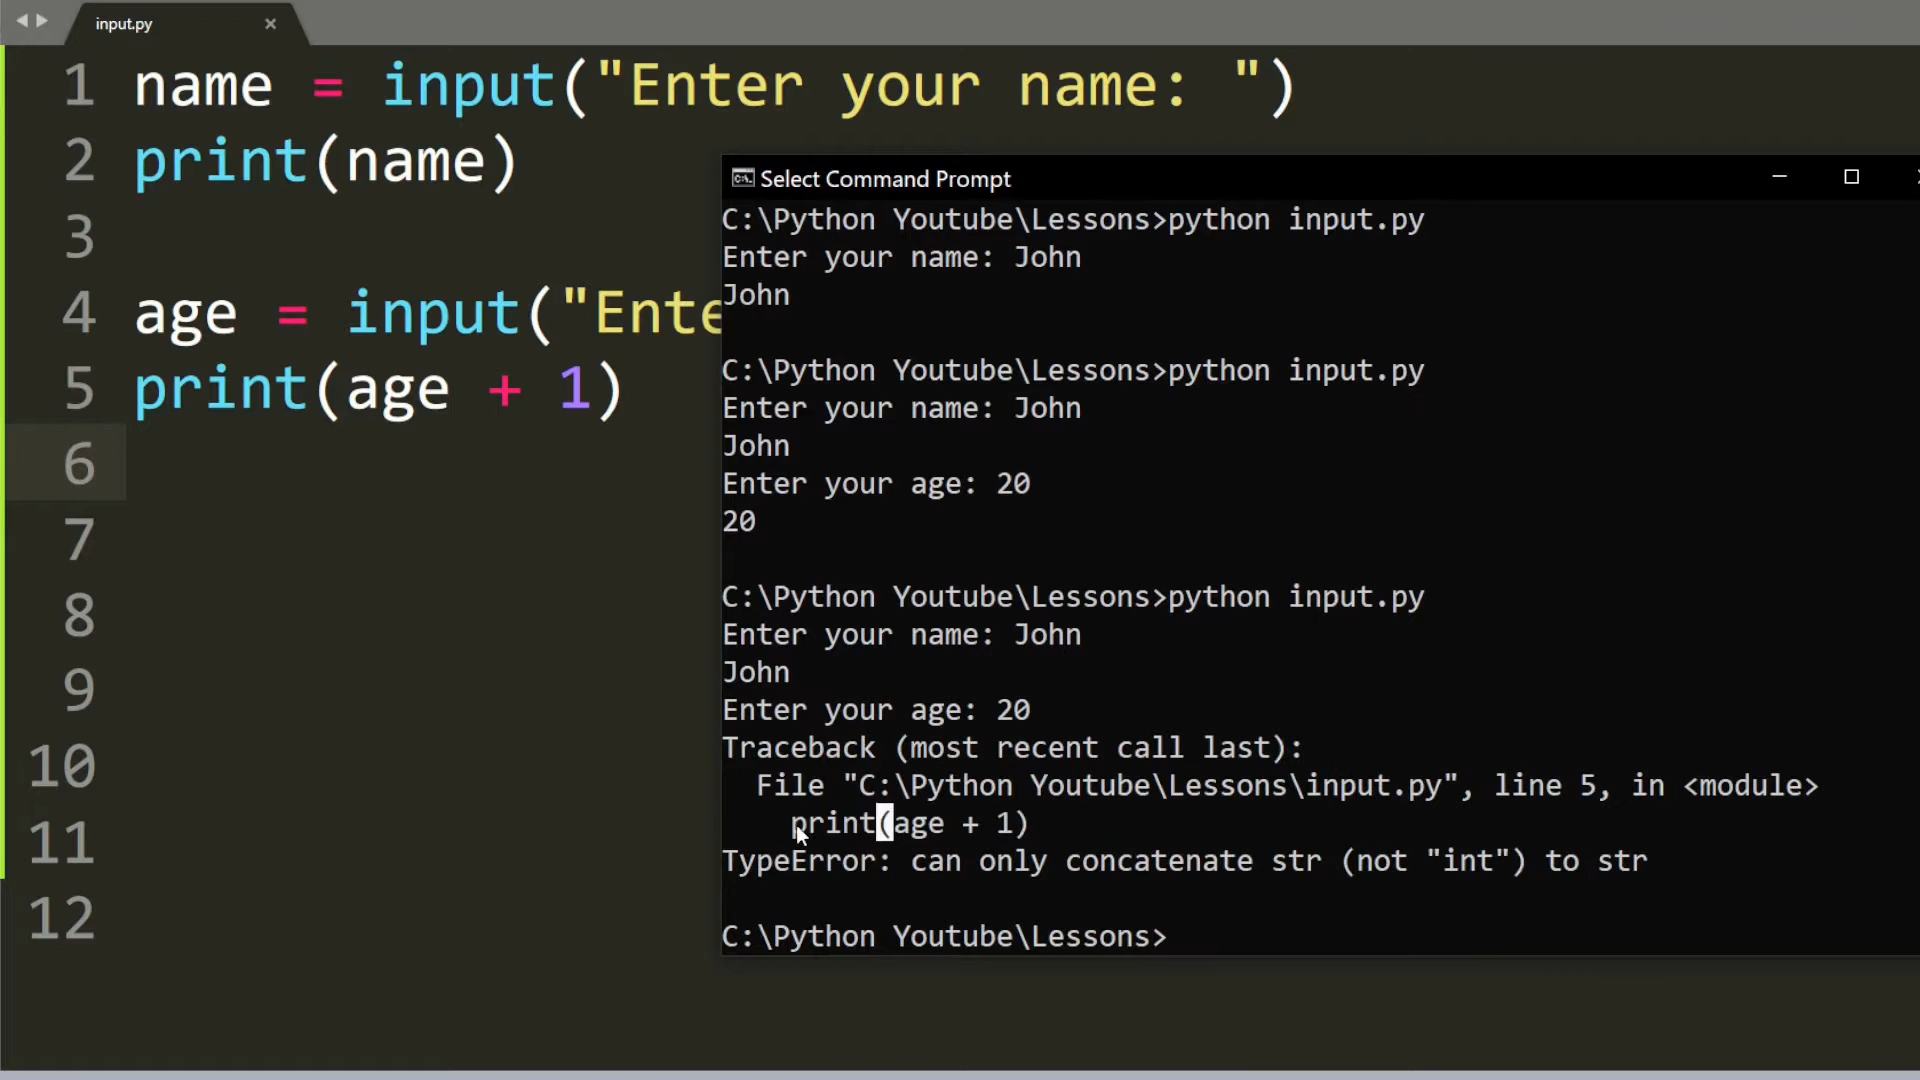 input.py
1 name = input("Enter your name: ")
2 print(name)
3
4 age = input("Ente
5 print(age + 1)
6
7
8
9
10
11
12
Select Command Prompt
C:\Python Youtube\Lessons>python input.py
Enter your name: John
John
C:\Python Youtube\Lessons>python input.py
Enter your name: John
John
Enter your age: 20
20
C:\Python Youtube\Lessons>python input.py
Enter your name: John
John
Enter your age: 20
Traceback (most recent call last):
File "C:\Python Youtube\Lessons\input.py", line 5, in <module>
print(age + 1)
TypeError: can only concatenate str (not "int") to str
C:\Python Youtube\Lessons>